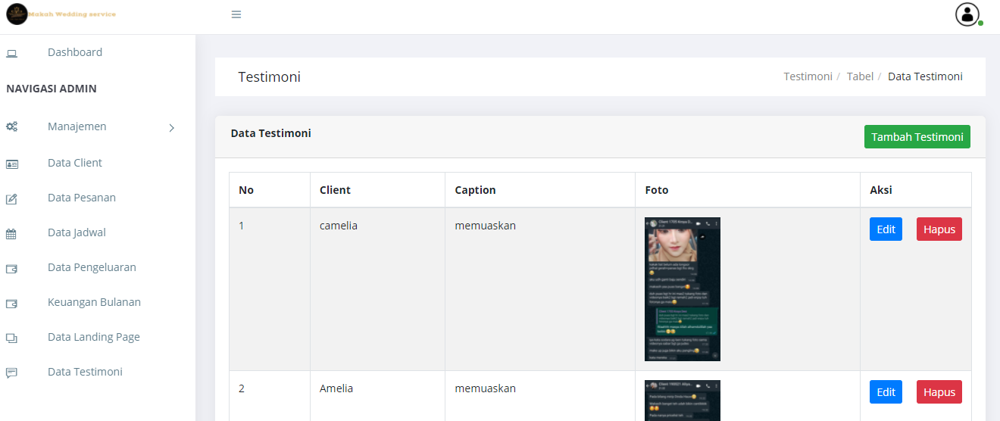 Makah Wedding service
Dashboard
NAVIGASI ADMIN
Manajemen
Data Client
Data Pesanan
Data Jadwal
Data Pengeluaran
Keuangan Bulanan
Data Landing Page
Data Testimoni
Testimoni
Testimoni / Tabel / Data Testimoni
Data Testimoni
Tambah Testimoni
No Client Caption Foto Aksi
1 camelia memuaskan Edit Hapus
2 Amelia memuaskan Edit Hapus